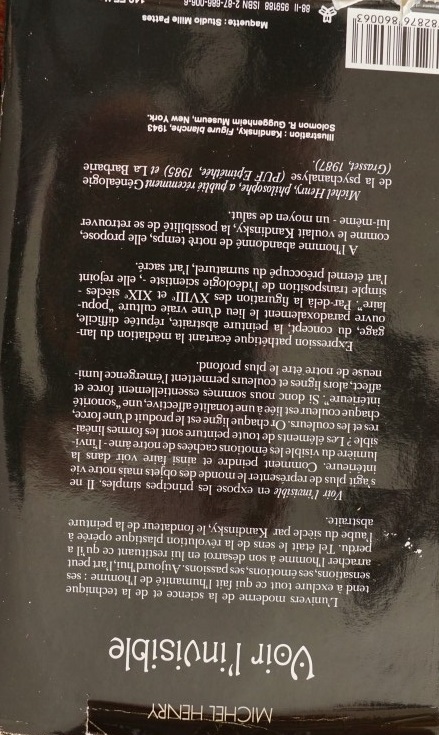 MICHEL HENRY
Voir l'invisible
L'univers moderne de la science et de la technique
tend à exclure tout ce qui fait l'humanité de l'homme : ses
sensations, ses émotions, ses passions. Aujourd'hui, l'art peut
arracher l'homme à son désarroi en lui restituant ce qu'il a
perdu. Tel était le sens de la révolution plastique opérée à
l'aube du siècle par Kandinsky, le fondateur de la peinture
abstraite.
Voir l'invisible en expose les principes simples. Il ne
s'agit plus de représenter le monde des objets mais notre vie
intérieure. Comment peindre et ainsi faire voir dans la
lumière du visible les émotions cachées de notre âme - l'invi-
sible ? Les éléments de toute peinture sont les formes linéai-
res et les couleurs. Or chaque ligne est le produit d'une force,
chaque couleur est liée à une tonalité affective, une "sonorité
intérieure". Si donc nous sommes essentiellement force et
affect, alors lignes et couleurs permettent l'émergence lumi-
neuse de notre être le plus profond.
Expression pathétique écartant la médiation du lan-
gage, du concept, la peinture abstraite, réputée difficile,
ouvre paradoxalement le lieu d'une vraie culture "popu-
laire". Par-delà la figuration des XVIIIe et XIXe siècles -
simple transposition de l'idéologie scientiste -, elle rejoint
l'art éternel préoccupé du surnaturel, l'art sacré.
A l'homme abandonné de notre temps, elle propose,
comme le voulait Kandinsky, la possibilité de se retrouver
lui-même - un moyen de salut.
Michel Henry, philosophe, a publié récemment Généalogie
de la psychanalyse (PUF Epiméthée, 1985) et La Barbarie
(Grasset, 1987).
Illustration : Kandinsky, Figure blanche, 1943
Solomon R. Guggenheim Museum, New York.
Maquette : Studio Mille Pattes
88-II 959188 ISBN 2-87-686-006-8
782876 860063